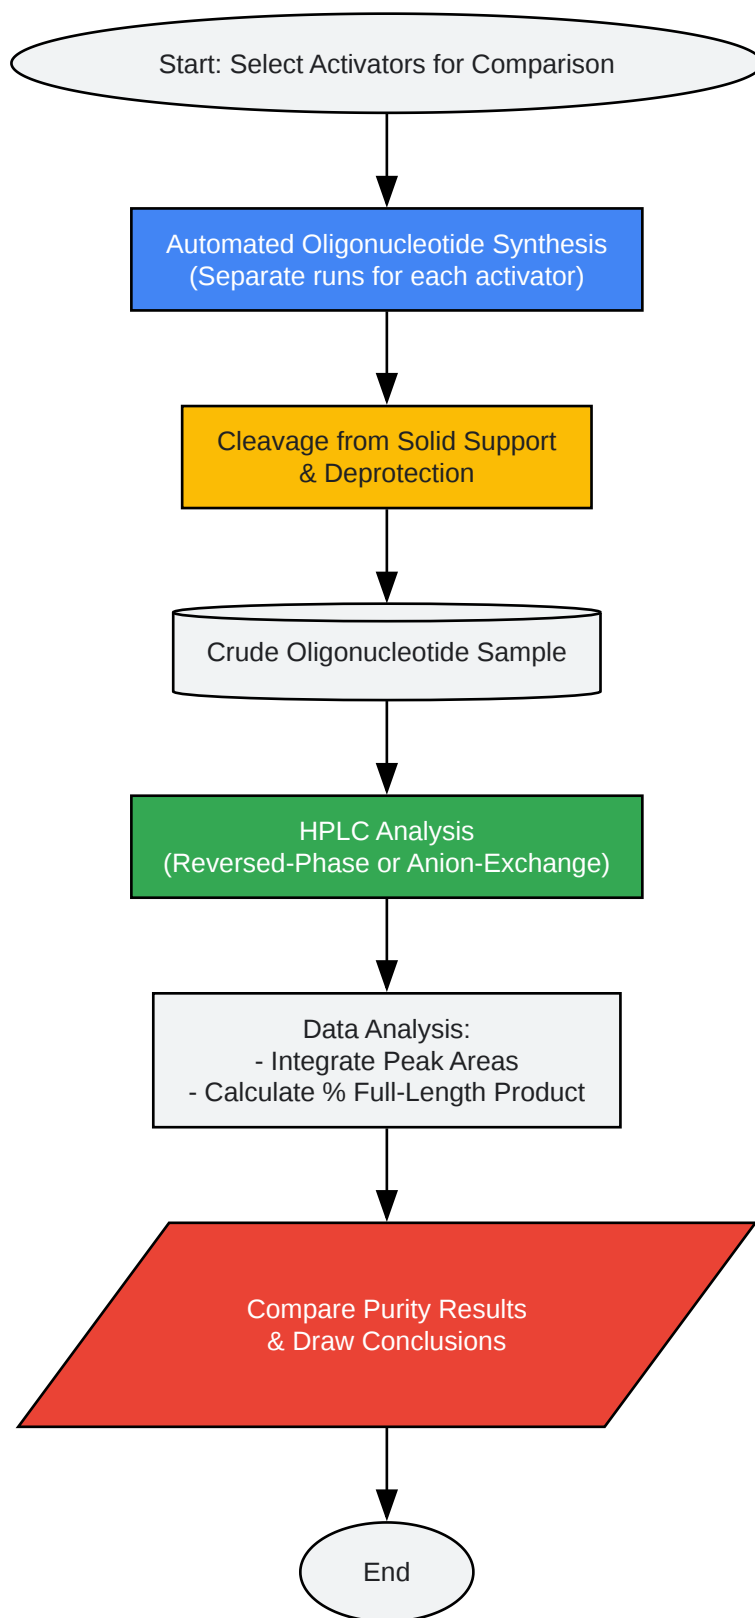 Start: Select Activators for Comparison
Automated Oligonucleotide Synthesis
(Separate runs for each activator)
Cleavage from Solid Support
& Deprotection
Crude Oligonucleotide Sample
HPLC Analysis
(Reversed-Phase or Anion-Exchange)
Data Analysis:
- Integrate Peak Areas
- Calculate % Full-Length Product
Compare Purity Results
& Draw Conclusions
End